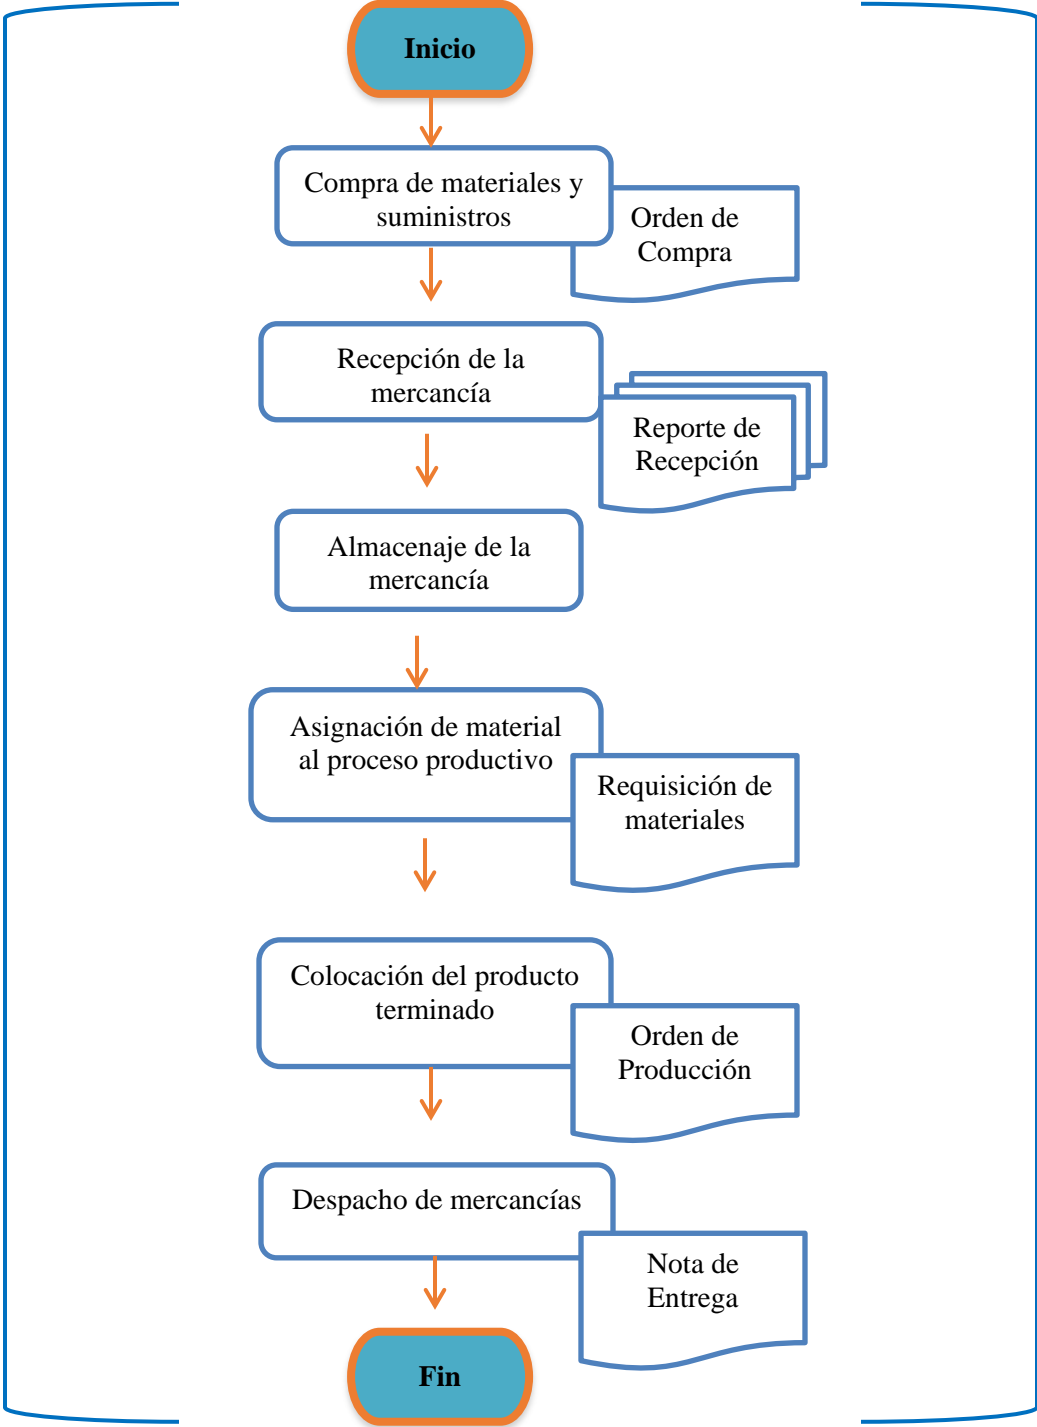 Inicio
Compra de materiales y
suministros
Orden de
Compra
Recepción de la
mercancía
Reporte de
Recepción
Almacenaje de la
mercancía
Asignación de material
al proceso productivo
Requisición de
materiales
Colocación del producto
terminado
Orden de
Producción
Despacho de mercancías
Nota de
Entrega
Fin